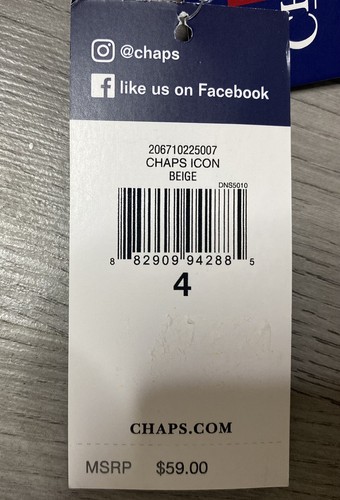 @chaps
like us on Facebook
206710225007
CHAPS ICON
BEIGE
DNS5010
8 82909 94288 5
4
CHAPS.COM
MSRP $59.00